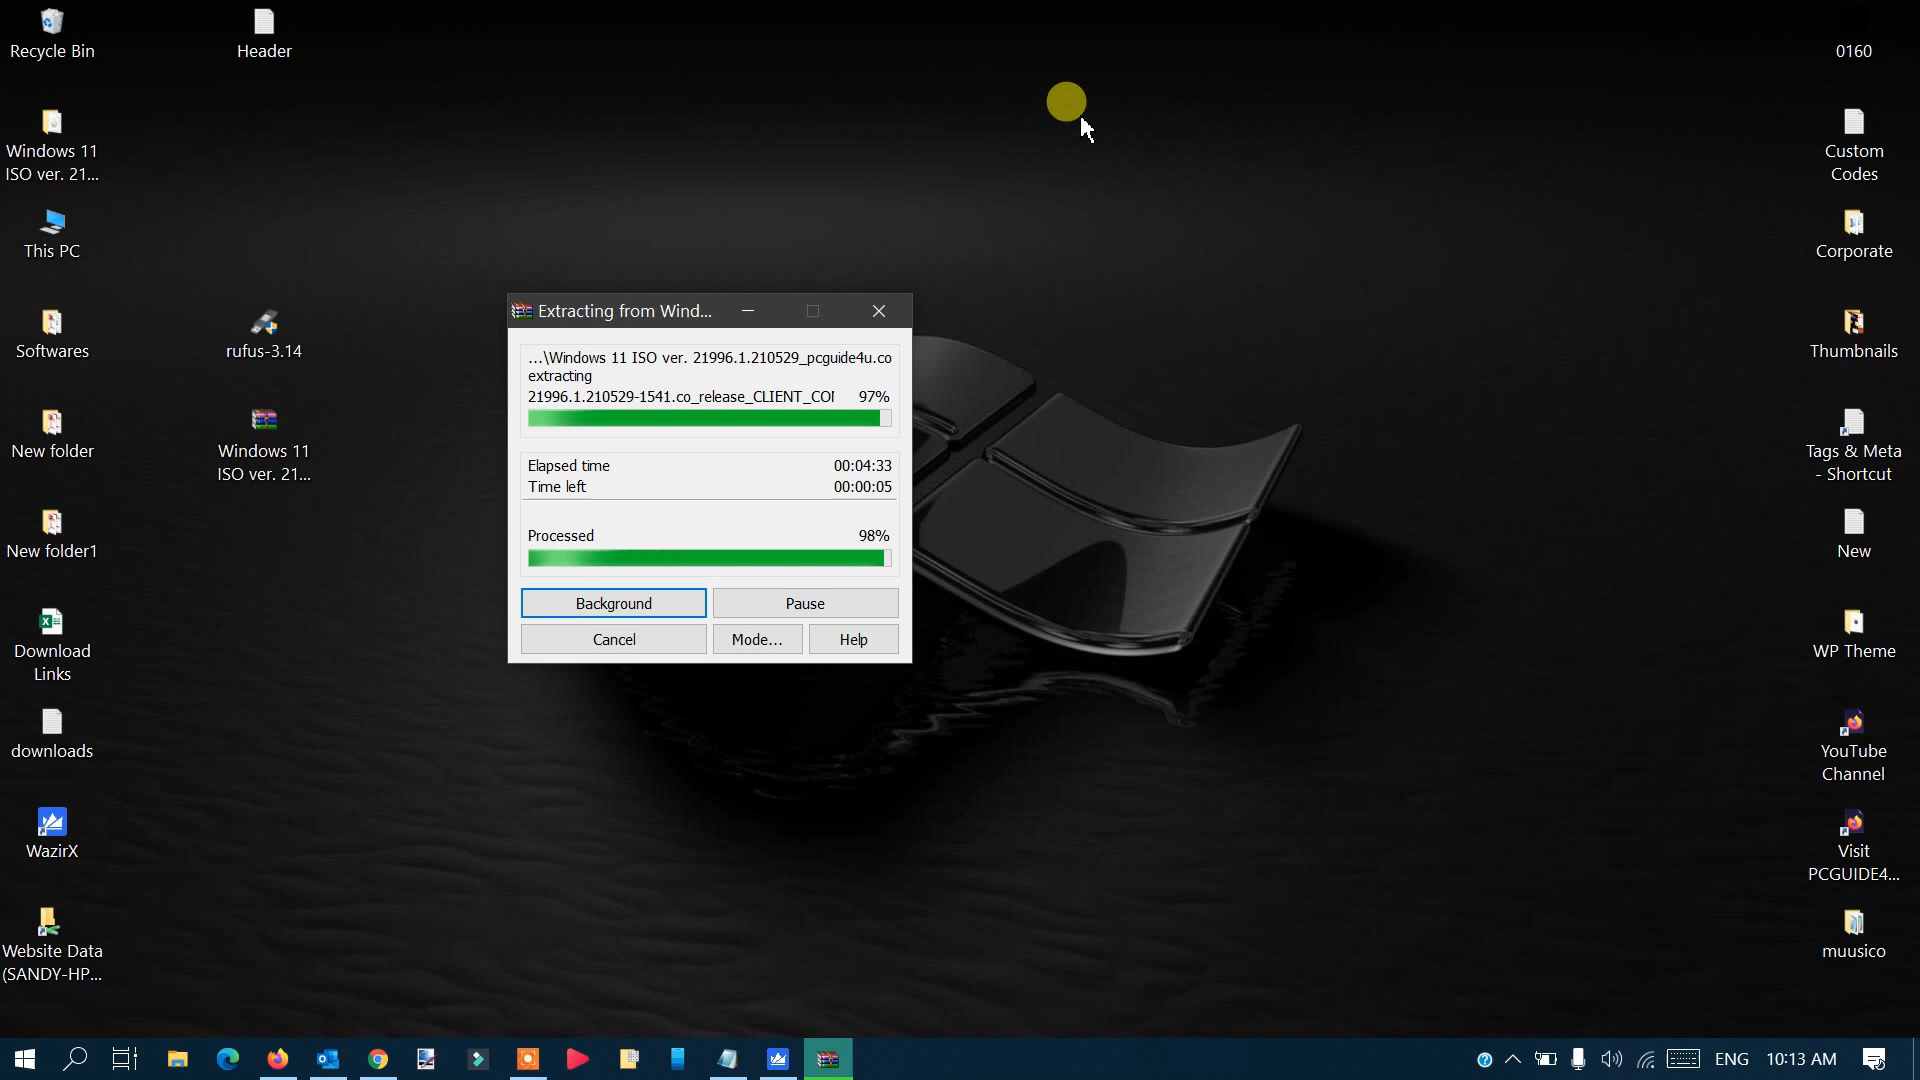 Recycle Bin
Header
0160
Windows 11
ISO ver. 21...
Custom
Codes
This PC
Corporate
Softwares
rufus-3.14
Thumbnails
New folder
Windows 11
ISO ver. 21...
Tags & Meta
- Shortcut
New folder1
New
Download
Links
WP Theme
downloads
YouTube
Channel
WazirX
Visit
PCGUIDE4...
Website Data
(SANDY-HP...
muusico
Extracting from Wind...
...\Windows 11 ISO ver. 21996.1.210529_pcguide4u.co
extracting
21996.1.210529-1541.co_release_CLIENT_CO 97%
Elapsed time 00:04:33
Time left 00:00:05
Processed 98%
Background Pause
Cancel Mode... Help
ENG 10:13 AM